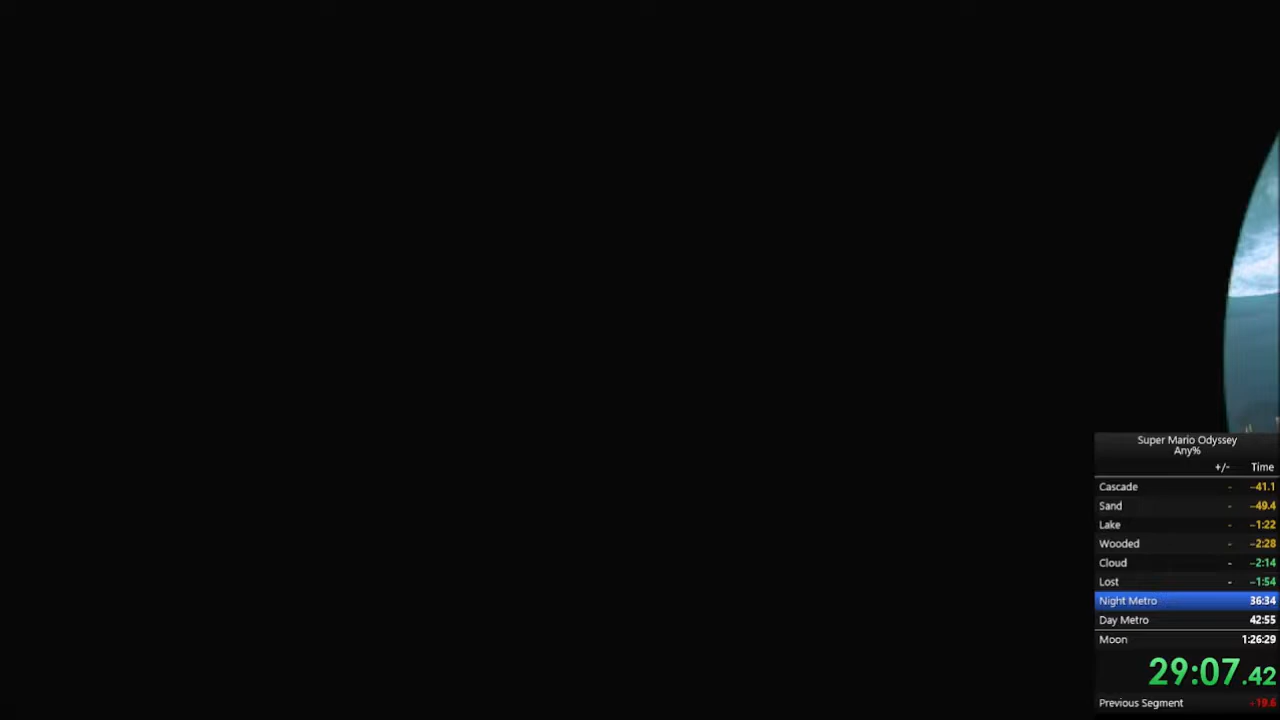 Super Mario Odyssey
Any%
+/- Time
Cascade - −41.1
Sand - −49.4
Lake - −1:22
Wooded - −2:28
Cloud - −2:14
Lost - −1:54
Night Metro 36:34
Day Metro 42:55
Moon 1:26:29
29:07.42
Previous Segment +19.6